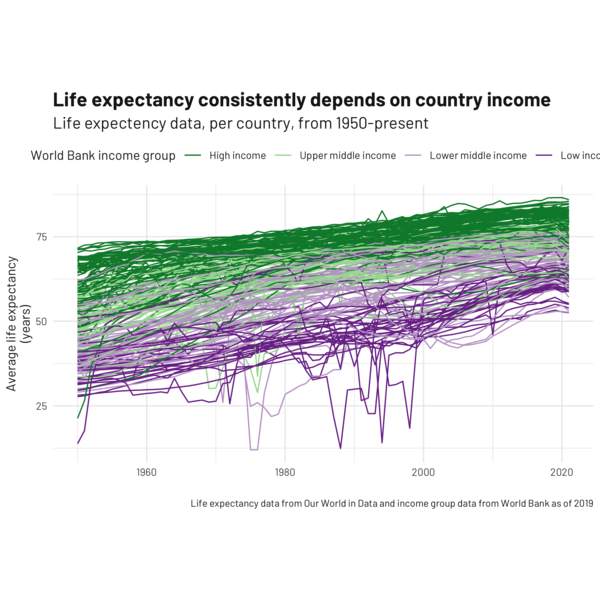 Life expectancy consistently depends on country income
Life expectency data, per country, from 1950-present
World Bank income group High income Upper middle income Lower middle income Low inco
75
50
25
Average life expectancy
(years)
1960 1980 2000 2020
Life expectancy data from Our World in Data and income group data from World Bank as of 2019